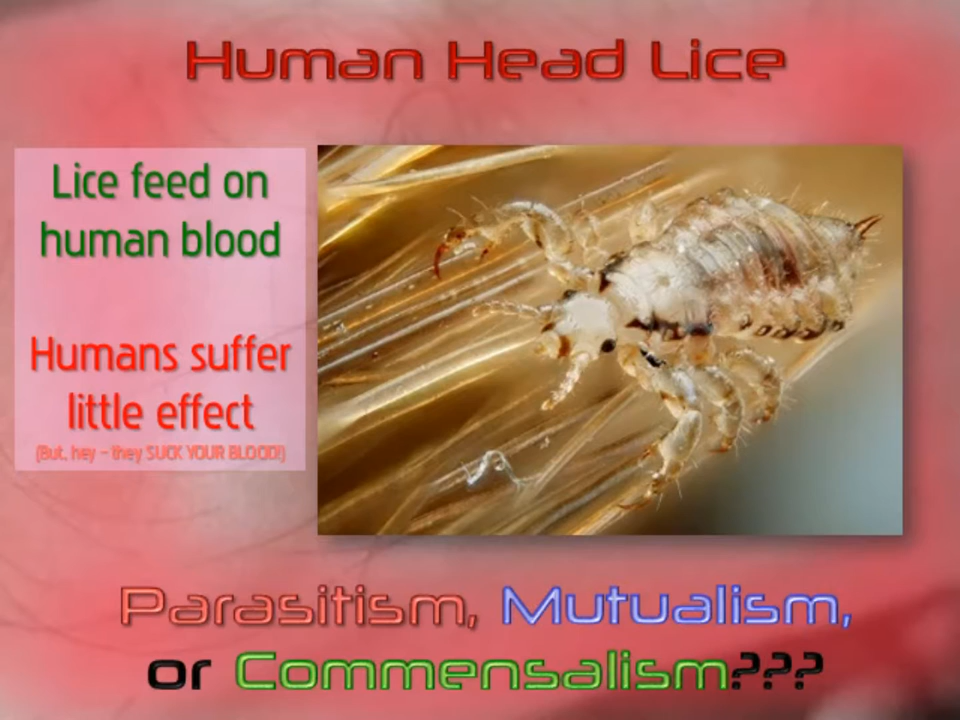 Human Head Lice
Lice feed on
human blood
Humans suffer
little effect
(But, hey - they SUCK YOUR BLOOD!)
Parasitism, Mutualism,
or Commensalism???